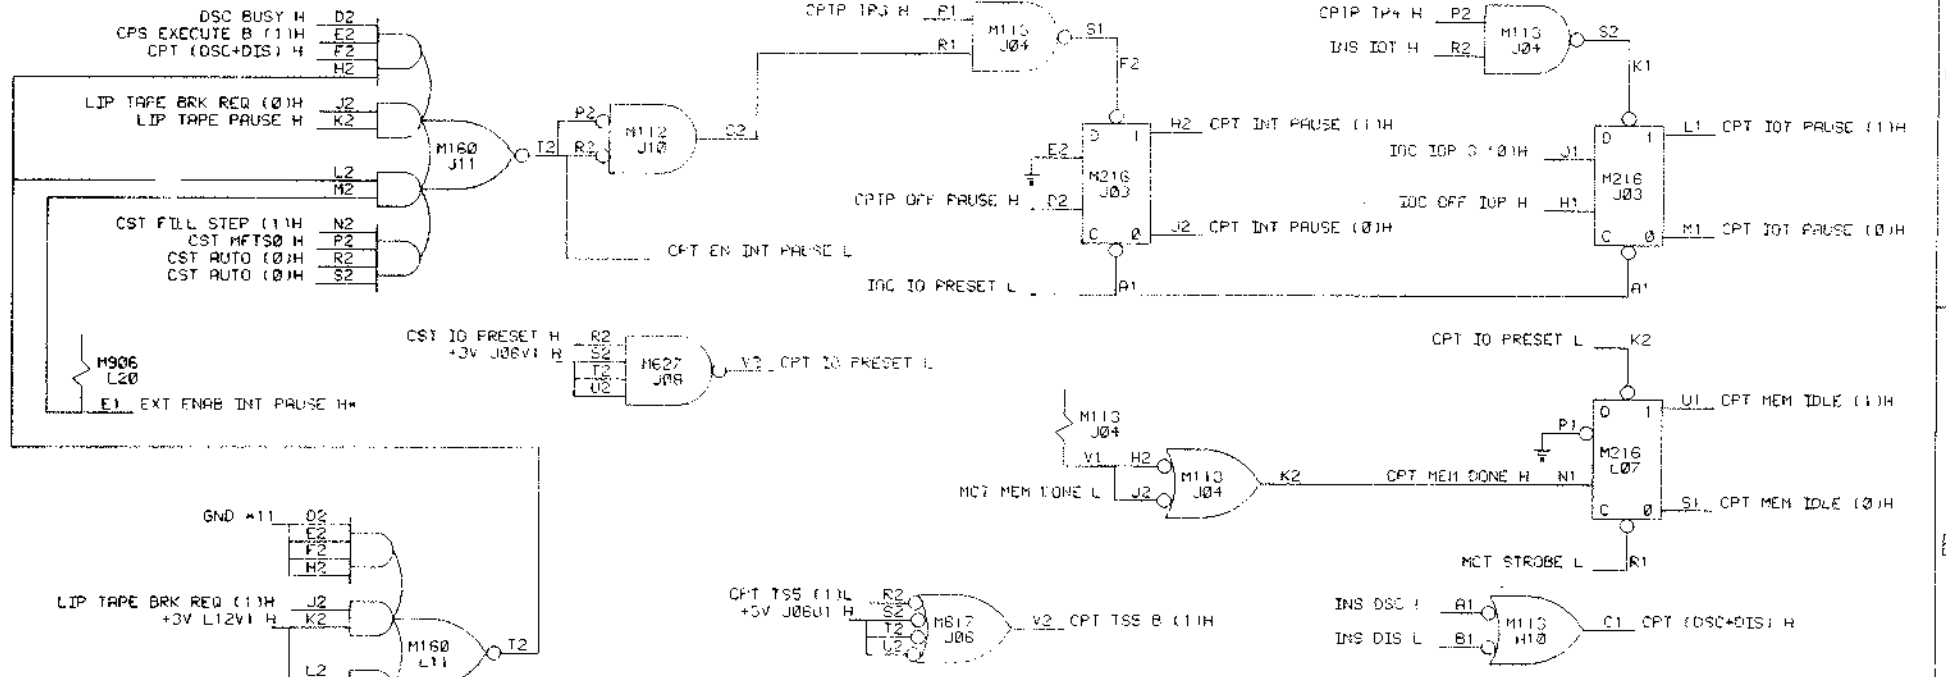 DSC BUSY H D2
CPS EXECUTE B (1)H E2
CPT (DSC+DIS) H F2
H2
LIP TAPE BRK REQ (0)H J2
LIP TAPE PAUSE H K2
M160
J11
T2
L2
M2
CST FILL STEP (1)H N2
CST MFTS0 H P2
CST AUTO (0)H R2
CST AUTO (0)H S2
P2
R2
M112
J10
S2
CPT EN INT PAUSE L
CPTP TP3 H P1
R1
M113
J04
S1
F2
D 1
E2
M216
J03
CPTP OFF PAUSE H D2
C 0
H2 CPT INT PAUSE (1)H
J2 CPT INT PAUSE (0)H
IOC IO PRESET L
A1
A1
CPTP TP4 H P2
INS IOT H R2
M113
J04
S2
K1
D 1
IOC IOP (0)H J1
M216
J03
IOC OFF IOP H H1
C 0
L1 CPT IOT PAUSE (1)H
M1 CPT IOT PAUSE (0)H
M906
L20
E1 EXT ENAB INT PAUSE H*
CST IO PRESET H R2
+3V J06V1 H S2
T2
U2
M627
J08
V2 CPT IO PRESET L
M113
J04
V1 H2
MCT MEM DONE L J2
M113
J04
K2
CPT MEM DONE H N1
CPT IO PRESET L K2
D 1
P1
M216
L07
C 0
U1 CPT MEM IDLE (1)H
S1 CPT MEM IDLE (0)H
MCT STROBE L R1
GND *11 D2
E2
F2
H2
LIP TAPE BRK REQ (1)H J2
+3V L12V1 H K2
L2
M160
L11
T2
CPT TS5 (1)L R2
+3V J06U1 H S2
T2
U2
M617
J06
V2 CPT TS5 B (1)H
INS DSC L A1
INS DIS L B1
M113
H10
C1 CPT (DSC+DIS) H